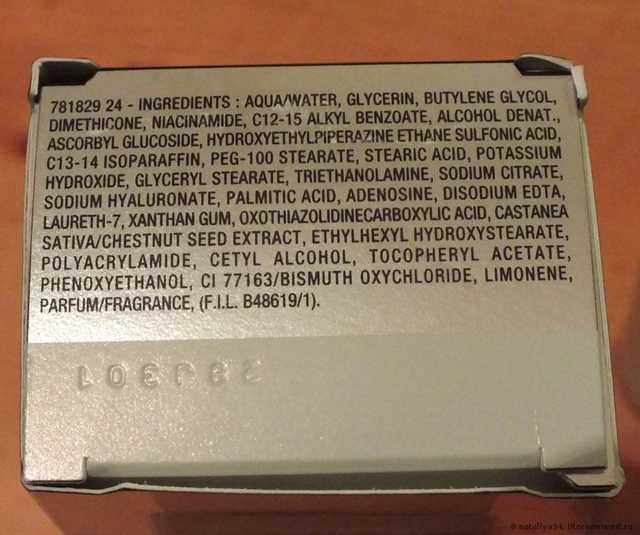 781829 24 - INGREDIENTS : AQUA/WATER, GLYCERIN, BUTYLENE GLYCOL,
DIMETHICONE, NIACINAMIDE, C12-15 ALKYL BENZOATE, ALCOHOL DENAT.,
ASCORBYL GLUCOSIDE, HYDROXYETHYLPIPERAZINE ETHANE SULFONIC ACID,
C13-14 ISOPARAFFIN, PEG-100 STEARATE, STEARIC ACID, POTASSIUM
HYDROXIDE, GLYCERYL STEARATE, TRIETHANOLAMINE, SODIUM CITRATE,
SODIUM HYALURONATE, PALMITIC ACID, ADENOSINE, DISODIUM EDTA,
LAURETH-7, XANTHAN GUM, OXOTHIAZOLIDINECARBOXYLIC ACID, CASTANEA
SATIVA/CHESTNUT SEED EXTRACT, ETHYLHEXYL HYDROXYSTEARATE,
POLYACRYLAMIDE, CETYL ALCOHOL, TOCOPHERYL ACETATE,
PHENOXYETHANOL, CI 77163/BISMUTH OXYCHLORIDE, LIMONENE,
PARFUM/FRAGRANCE, (F.I.L. B48619/1).